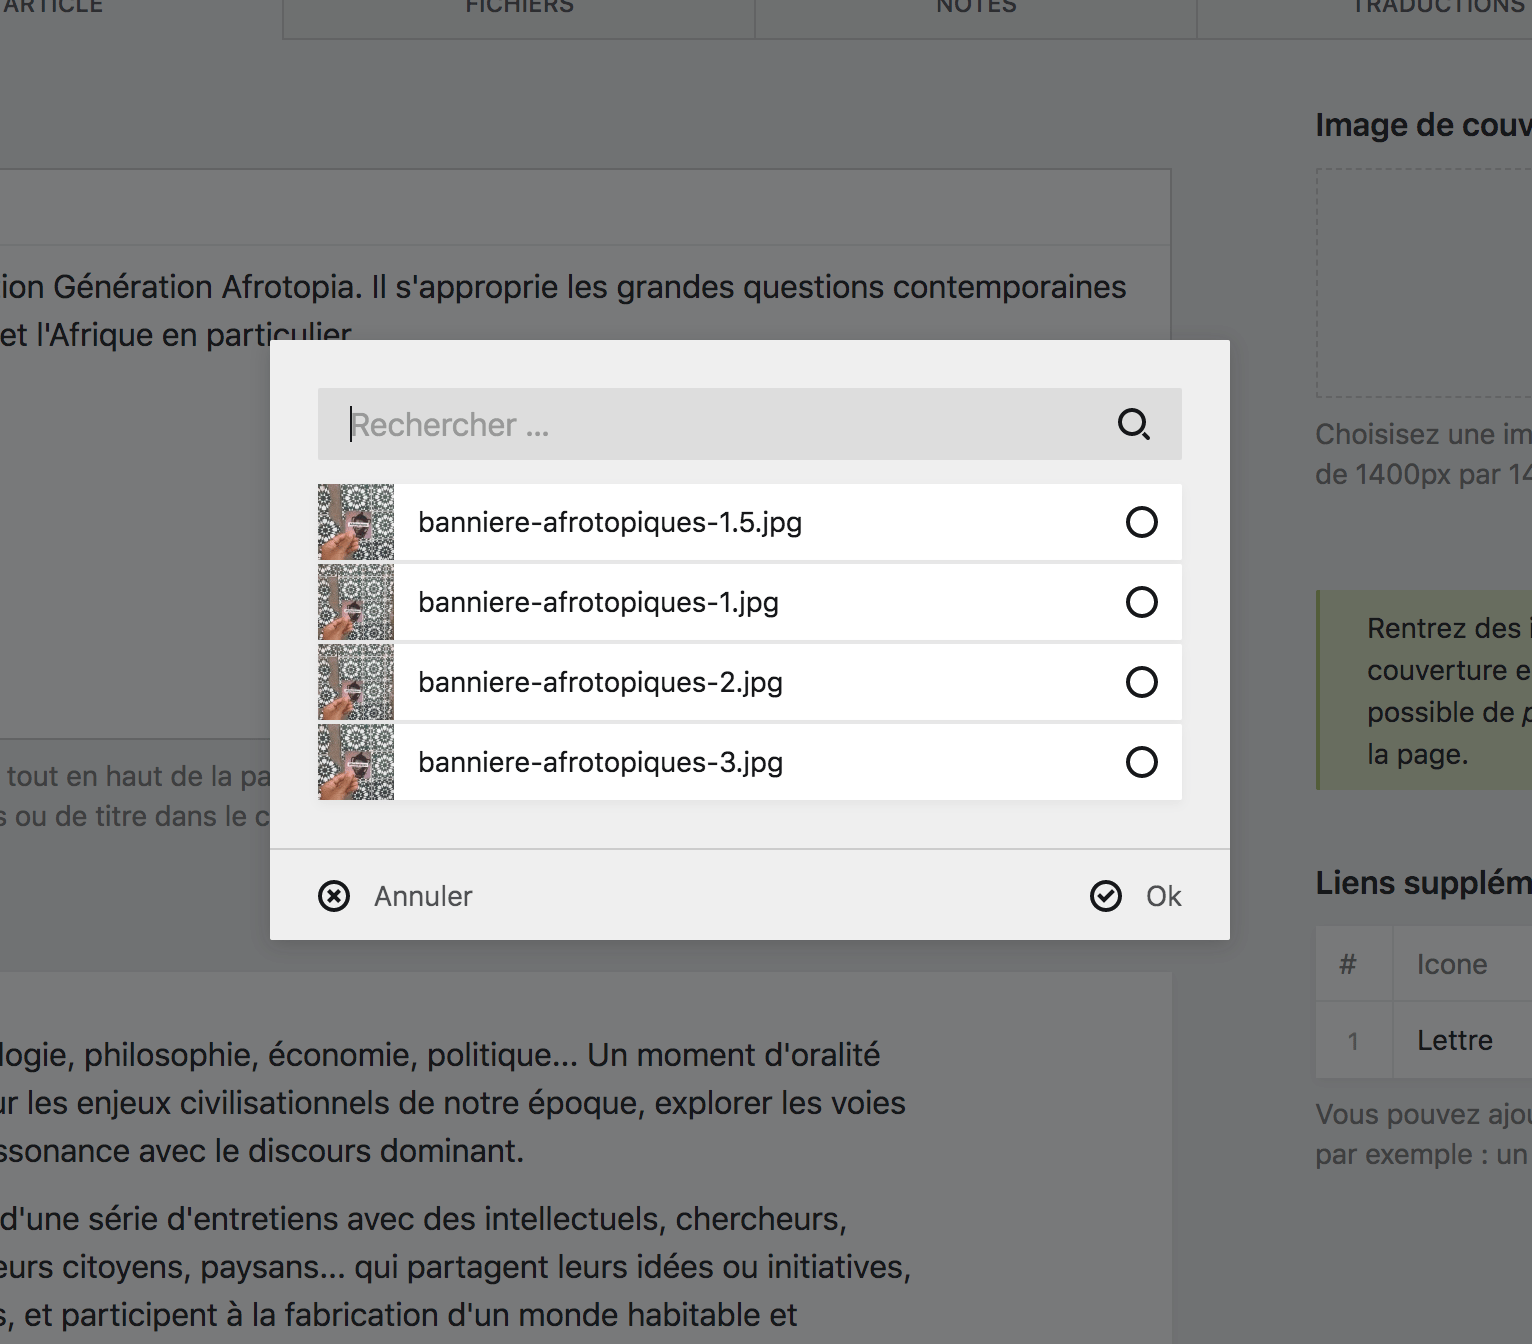 ARTICLE
FICHIERS
NOTES
TRADUCTIONS
Image de couv
ion Génération Afrotopia. Il s'approprie les grandes questions contemporaines
et l'Afrique en particulier.
Choisisez une im
de 1400px par 14
Rechercher ...
banniere-afrotopiques-1.5.jpg
banniere-afrotopiques-1.jpg
banniere-afrotopiques-2.jpg
banniere-afrotopiques-3.jpg
Annuler
Ok
Rentrez des i
couverture e
possible de p
la page.
tout en haut de la pa
s ou de titre dans le c
Liens supplém
# Icone
1 Lettre
Vous pouvez ajou
par exemple : un
logie, philosophie, économie, politique... Un moment d'oralité
ur les enjeux civilisationnels de notre époque, explorer les voies
ssonance avec le discours dominant.
d'une série d'entretiens avec des intellectuels, chercheurs,
eurs citoyens, paysans... qui partagent leurs idées ou initiatives,
s, et participent à la fabrication d'un monde habitable et